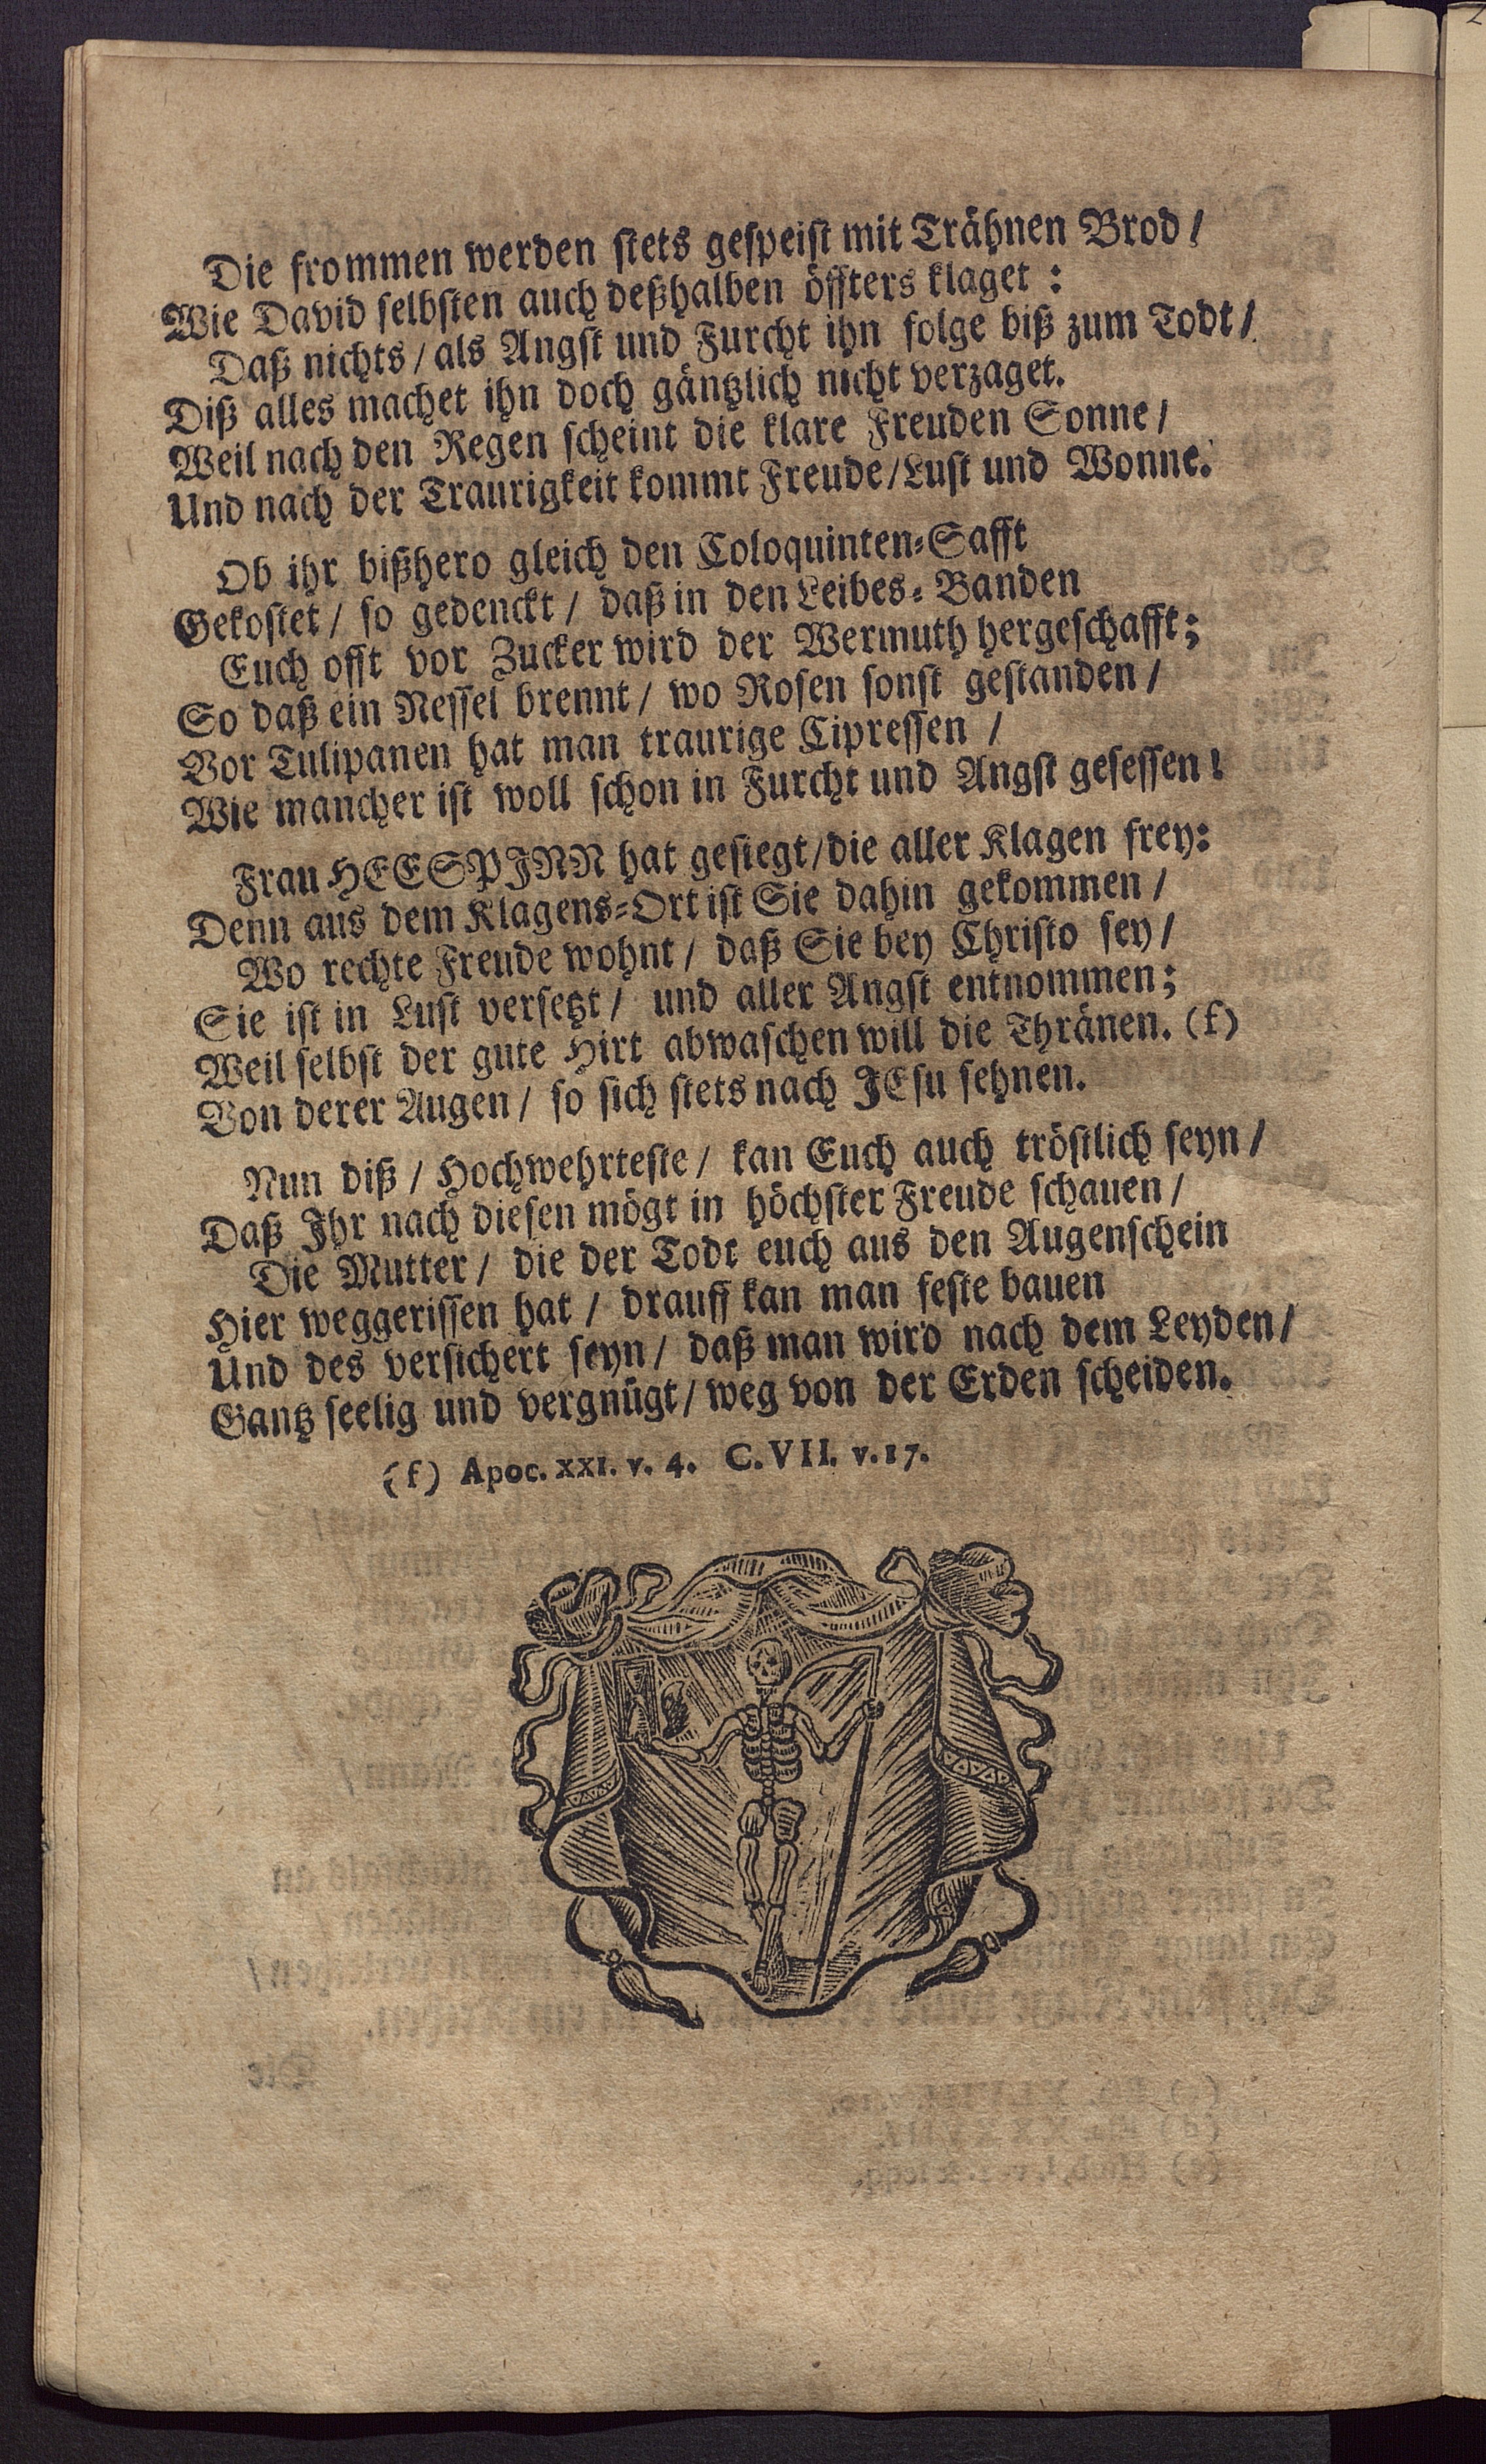 Die frommen werden stets gespeist mit Trähnen Brod /
Wie David selbsten auch deßhalben öffters klaget :
Daß nichts / als Angst und Furcht ihn folge biß zum Todt /
Diß alles machet ihn doch gäntzlich nicht verzaget.
Weil nach den Regen scheint die klare Freuden Sonne /
Und nach der Traurigkeit kommt Freude / Lust und Wonne.
Ob ihr bißhero gleich den Coloquinten-Safft
Gekostet / so gedenckt / daß in den Leibes-Banden
Euch offt vor Zucker wird der Wermuth hergeschafft;
So daß ein Nessel brennt / wo Rosen sonst gestanden /
Vor Tulipanen hat man traurige Cipressen /
Wie mancher ist woll schon in Furcht und Angst gesessen!
Frau HEESPJNN hat gesiegt / die aller Klagen frey:
Denn aus dem Klagens-Ort ist Sie dahin gekommen /
Wo rechte Freude wohnt / daß Sie bey Christo sey /
Sie ist in Lust versetzt / und aller Angst entnommen;
Weil selbst der gute Hirt abwaschen will die Thränen. (f)
Von derer Augen / so sich stets nach JEsu sehnen.
Nun diß / Hochwehrteste / kan Euch auch tröstlich seyn /
Daß Ihr nach diesen mögt in höchster Freude schauen /
Die Mutter / die der Todt euch aus den Augenschein
Hier weggerissen hat / drauff kan man feste bauen
Und des versichert seyn / daß man wird nach dem Leyden /
Gantz seelig und vergnügt / weg von der Erden scheiden.
(f) Apoc. XXI. v. 4. C. VII. v. 17.